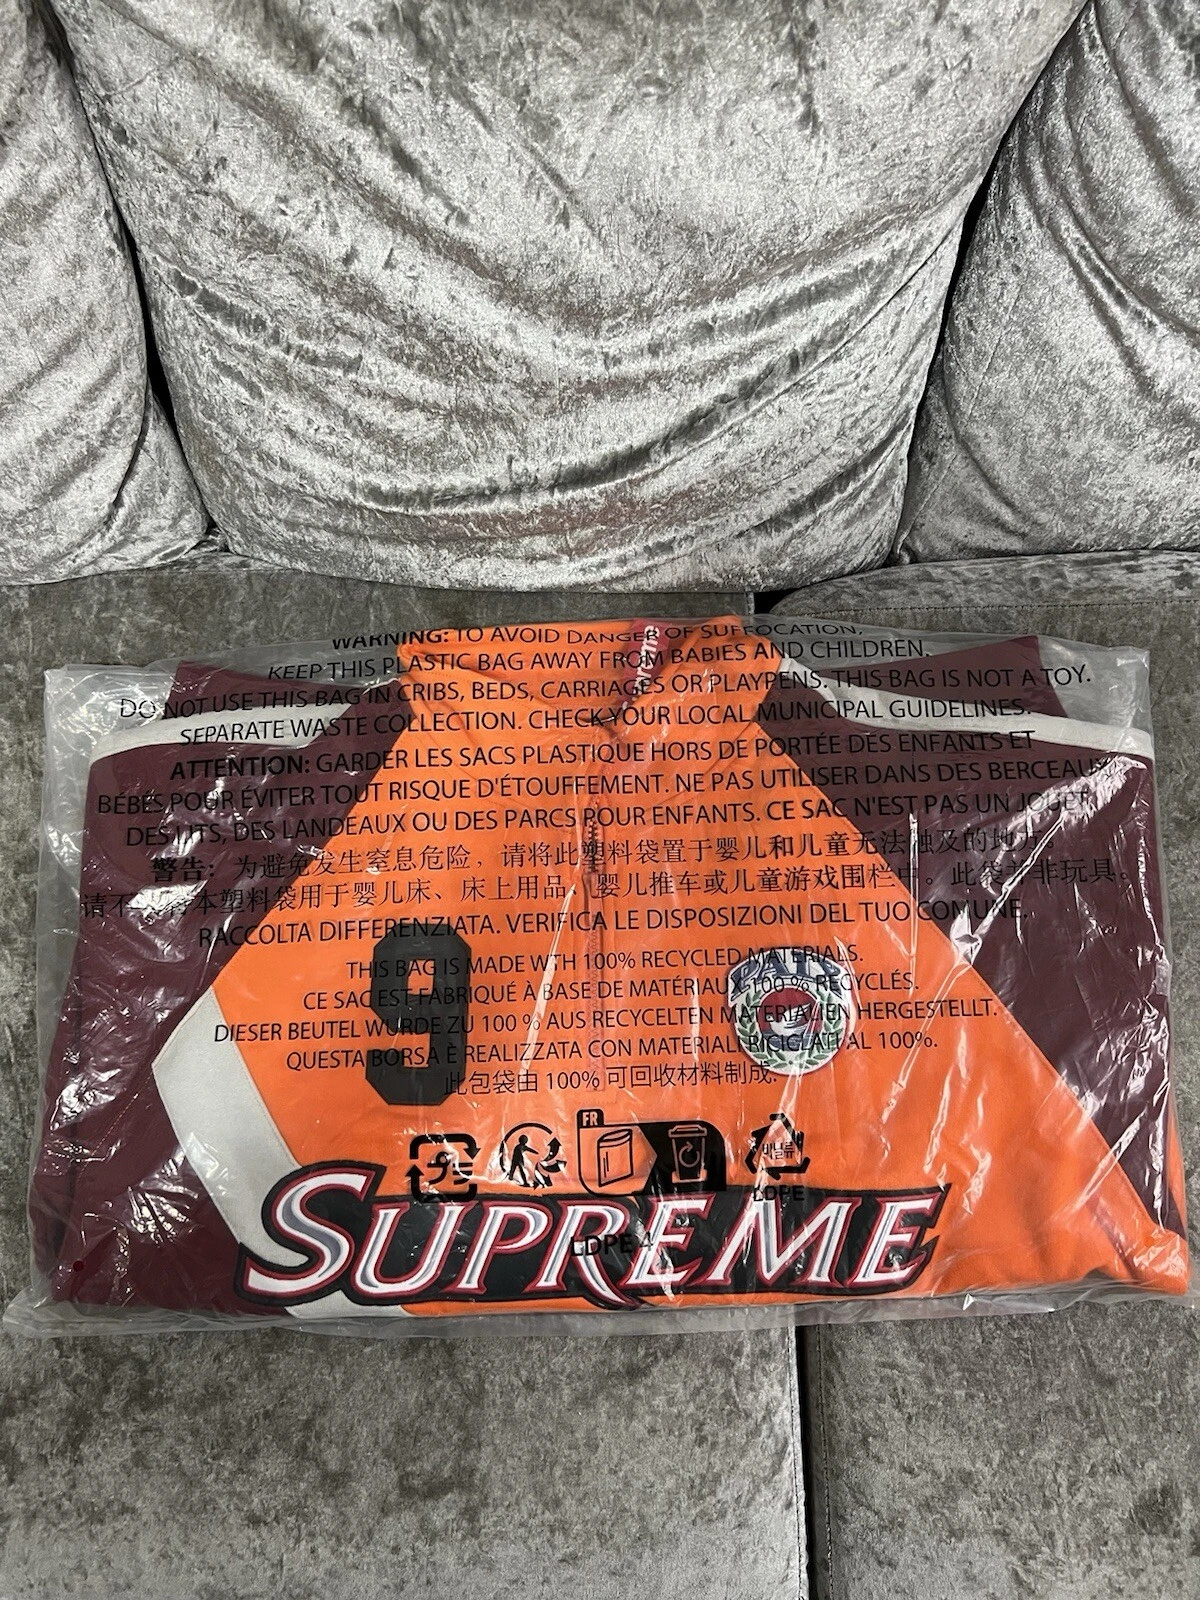 WARNING: TO AVOID DANGER OF SUFFOCATION,
KEEP THIS PLASTIC BAG AWAY FROM BABIES AND CHILDREN.
DO NOT USE THIS BAG IN CRIBS, BEDS, CARRIAGES OR PLAYPENS. THIS BAG IS NOT A TOY.
SEPARATE WASTE COLLECTION. CHECK YOUR LOCAL MUNICIPAL GUIDELINES.
ATTENTION: GARDER LES SACS PLASTIQUE HORS DE PORTÉE DES ENFANTS ET
BÉBÉS POUR ÉVITER TOUT RISQUE D'ÉTOUFFEMENT. NE PAS UTILISER DANS DES BERCEAUX,
DES LITS, DES LANDEAUX OU DES PARCS POUR ENFANTS. CE SAC N'EST PAS UN JOUET.
警告: 为避免发生窒息危险，请将此塑料袋置于婴儿和儿童无法触及的地方。
请不要将本塑料袋用于婴儿床、床上用品、婴儿推车或儿童游戏围栏中。此袋并非玩具。
RACCOLTA DIFFERENZIATA. VERIFICA LE DISPOSIZIONI DEL TUO COMUNE.
THIS BAG IS MADE WTH 100% RECYCLED MATERIALS.
CE SAC EST FABRIQUÉ À BASE DE MATÉRIAUX 100 % RECYCLÉS.
DIESER BEUTEL WURDE ZU 100 % AUS RECYCELTEN MATERIALIEN HERGESTELLT.
QUESTA BORSA È REALIZZATA CON MATERIALI RICICLATI AL 100%.
此包袋由 100% 可回收材料制成.
9
プラ
FR
비닐류
LDPE
SUPREME
LDPE 4